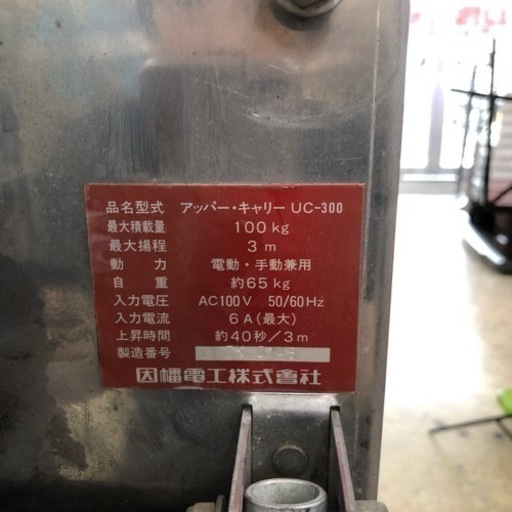 品名型式 アッパー・キャリー UC-300
最大積載量 100kg
最大揚程 3m
動力 電動・手動兼用
自重 約65kg
入力電圧 AC100V 50/60Hz
入力電流 6A(最大)
上昇時間 約40秒/3m
製造番号
因幡電工株式會社